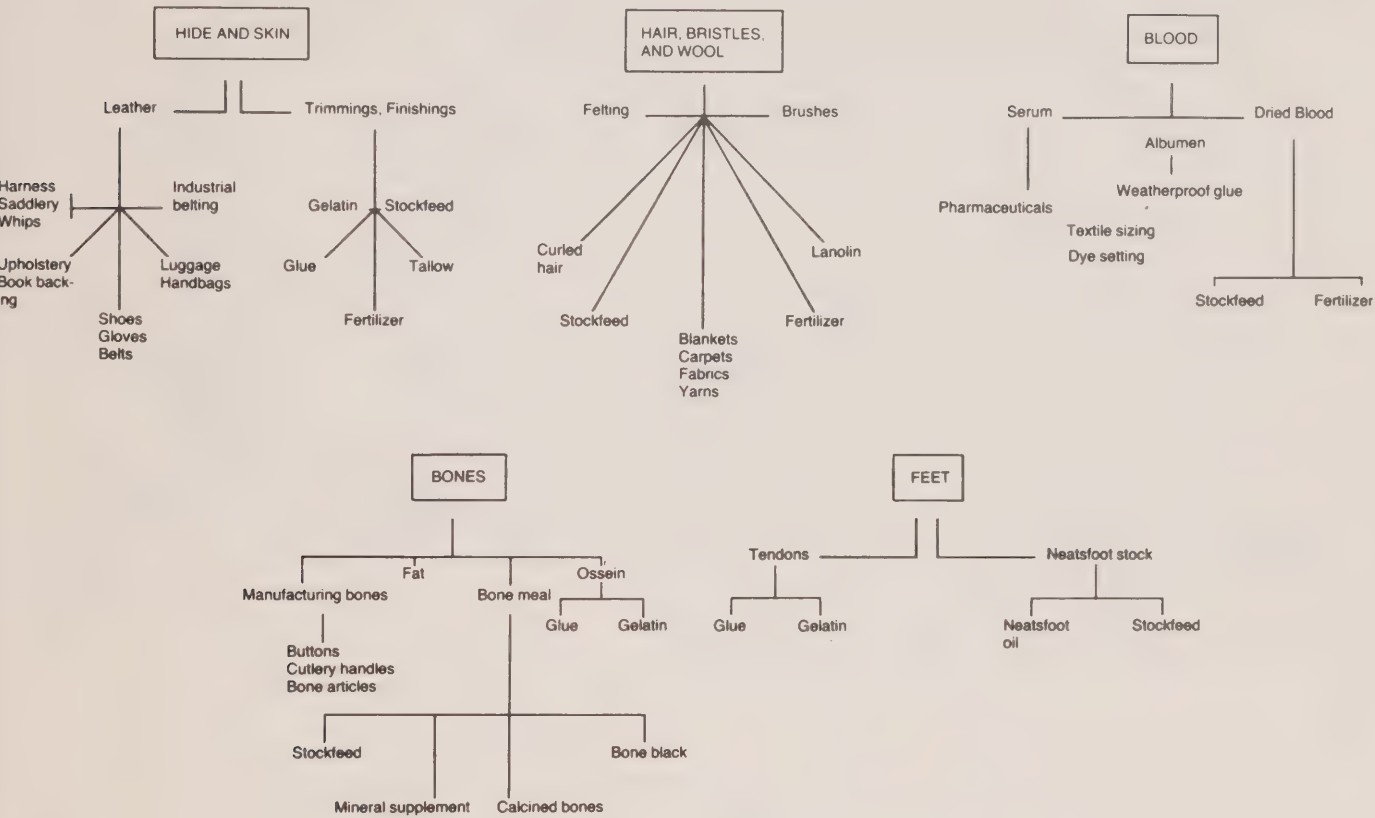 HIDE AND SKIN
Leather
Trimmings, Finishings
Harness
Saddlery
Whips
Industrial
belting
Upholstery
Book back-
ng
Luggage
Handbags
Shoes
Gloves
Belts
Gelatin
Stockfeed
Glue
Tallow
Fertilizer
HAIR, BRISTLES,
AND WOOL
Felting
Brushes
Curled
hair
Lanolin
Stockfeed
Fertilizer
Blankets
Carpets
Fabrics
Yarns
BLOOD
Serum
Dried Blood
Albumen
Pharmaceuticals
Weatherproof glue
Textile sizing
Dye setting
Stockfeed
Fertilizer
BONES
Fat
Ossein
Manufacturing bones
Bone meal
Glue
Gelatin
Buttons
Cutlery handles
Bone articles
Stockfeed
Bone black
Mineral supplement
Calcined bones
FEET
Tendons
Neatsfoot stock
Glue
Gelatin
Neatsfoot
oil
Stockfeed